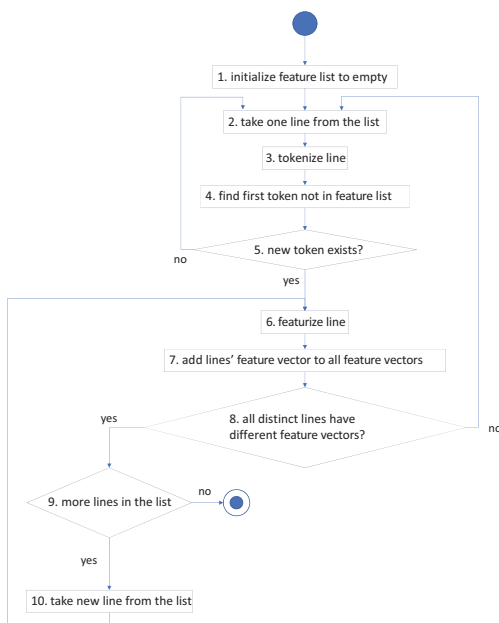 1. initialize feature list to empty
2. take one line from the list
3. tokenize line
4. find first token not in feature list
5. new token exists?
no
yes
6. featurize line
7. add lines' feature vector to all feature vectors
8. all distinct lines have
different feature vectors?
yes
no
9. more lines in the list
no
yes
10. take new line from the list